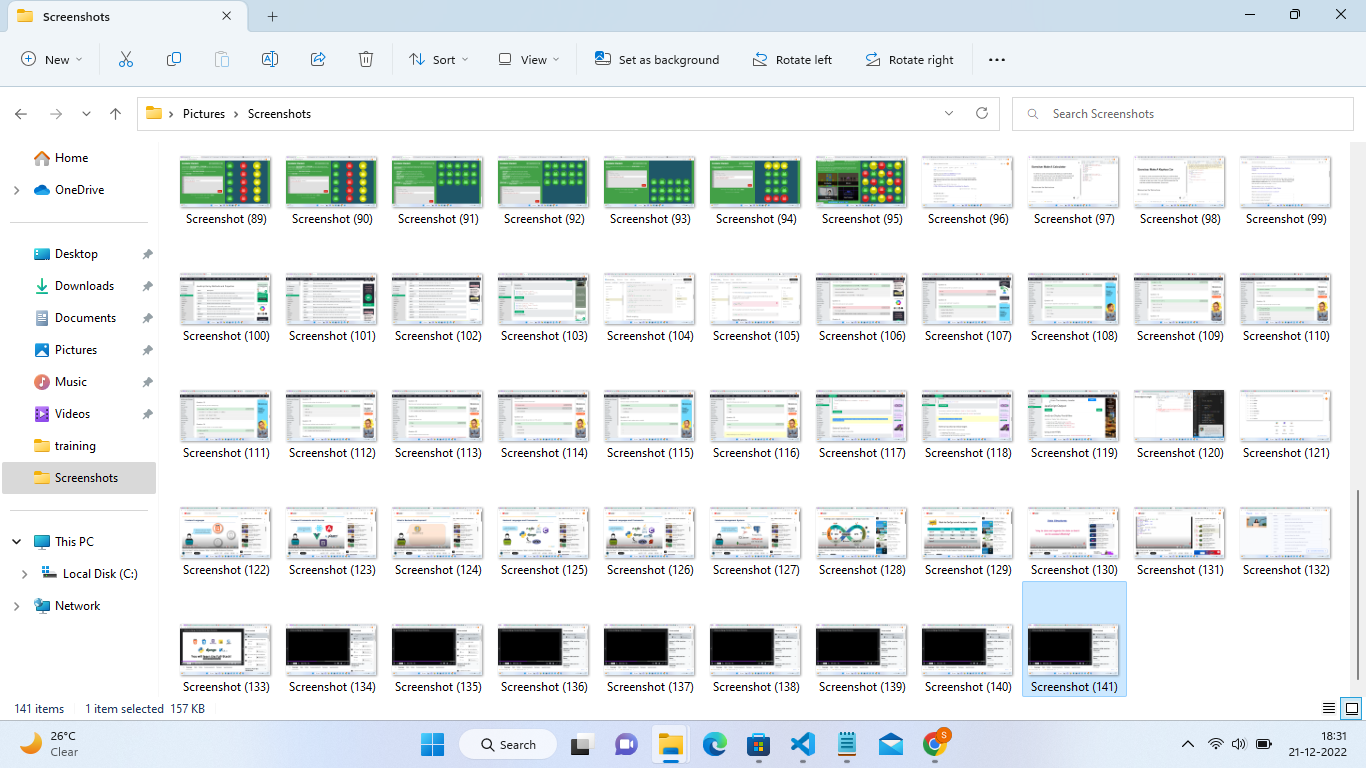 Screenshots
New
Sort
View
Set as background
Rotate left
Rotate right
Pictures
Screenshots
Search Screenshots
Home
OneDrive
Desktop
Downloads
Documents
Pictures
Music
Videos
training
Screenshots
This PC
Local Disk (C:)
Network
Screenshot (89) Screenshot (90) Screenshot (91) Screenshot (92) Screenshot (93) Screenshot (94) Screenshot (95) Screenshot (96) Screenshot (97) Screenshot (98) Screenshot (99)
Screenshot (100) Screenshot (101) Screenshot (102) Screenshot (103) Screenshot (104) Screenshot (105) Screenshot (106) Screenshot (107) Screenshot (108) Screenshot (109) Screenshot (110)
Screenshot (111) Screenshot (112) Screenshot (113) Screenshot (114) Screenshot (115) Screenshot (116) Screenshot (117) Screenshot (118) Screenshot (119) Screenshot (120) Screenshot (121)
Screenshot (122) Screenshot (123) Screenshot (124) Screenshot (125) Screenshot (126) Screenshot (127) Screenshot (128) Screenshot (129) Screenshot (130) Screenshot (131) Screenshot (132)
Screenshot (133) Screenshot (134) Screenshot (135) Screenshot (136) Screenshot (137) Screenshot (138) Screenshot (139) Screenshot (140) Screenshot (141)
141 items 1 item selected 157 KB
26°C
Clear
Search
S
18:31
21-12-2022